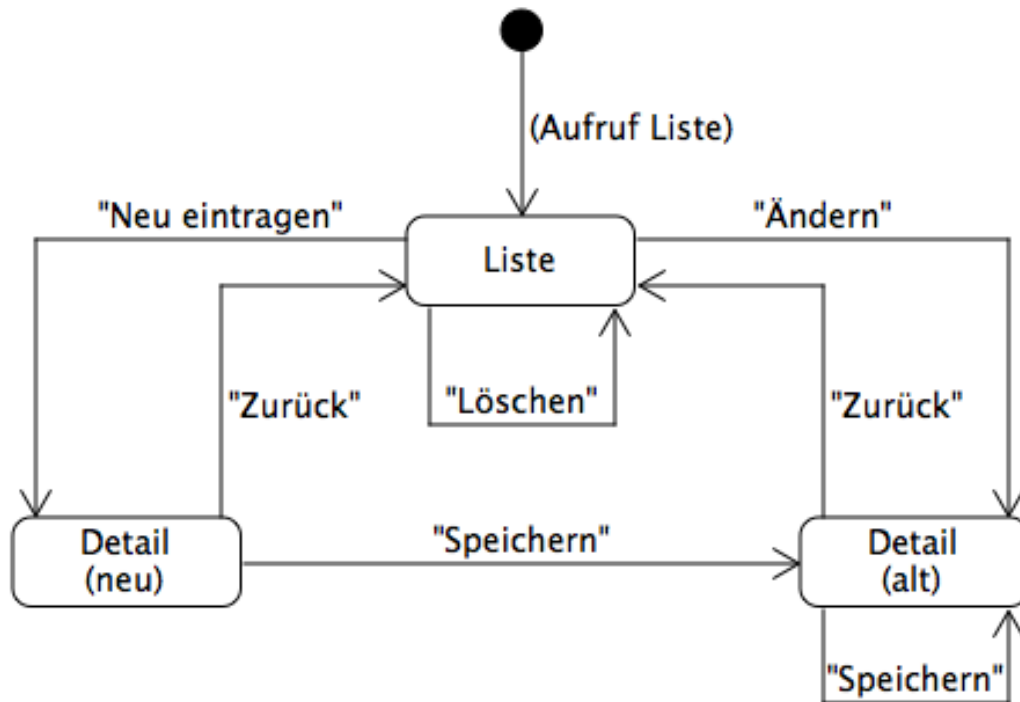 (Aufruf Liste)
"Neu eintragen"
"Ändern"
Liste
"Zurück"
"Löschen"
"Zurück"
Detail
(neu)
"Speichern"
Detail
(alt)
"Speichern"